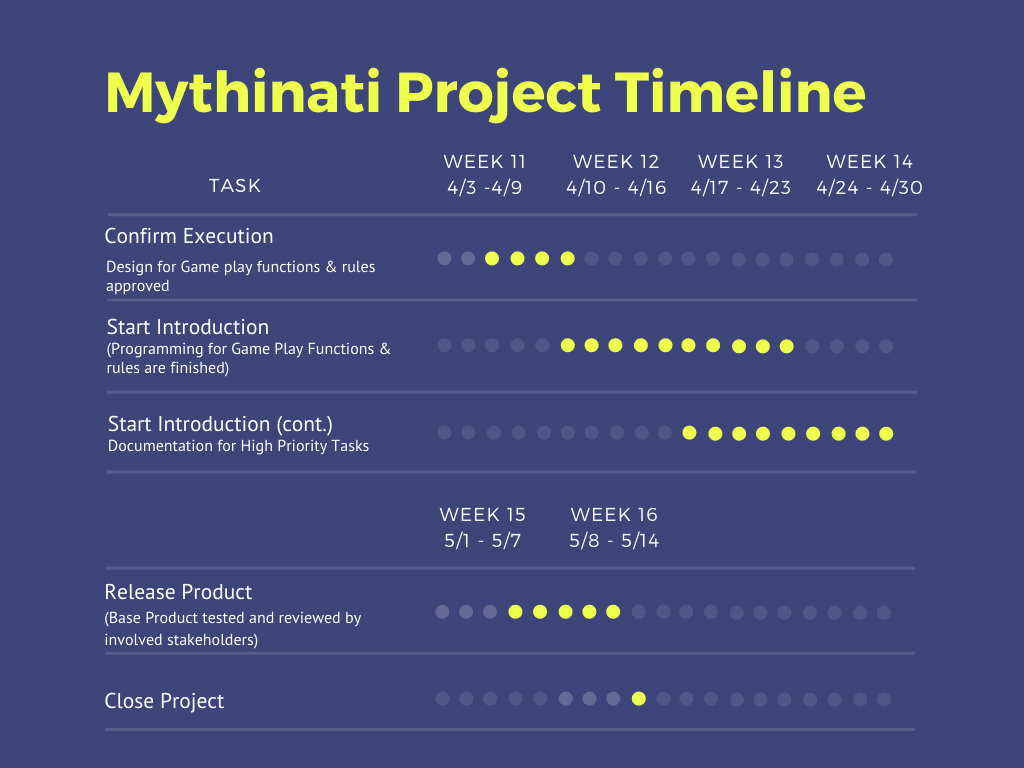 Mythinati Project Timeline
TASK
WEEK 11
4/3 -4/9
WEEK 12
4/10 - 4/16
WEEK 13
4/17 - 4/23
WEEK 14
4/24 - 4/30
Confirm Execution
Design for Game play functions & rules
approved
Start Introduction
(Programming for Game Play Functions &
rules are finished)
Start Introduction (cont.)
Documentation for High Priority Tasks
WEEK 15
5/1 - 5/7
WEEK 16
5/8 - 5/14
Release Product
(Base Product tested and reviewed by
involved stakeholders)
Close Project